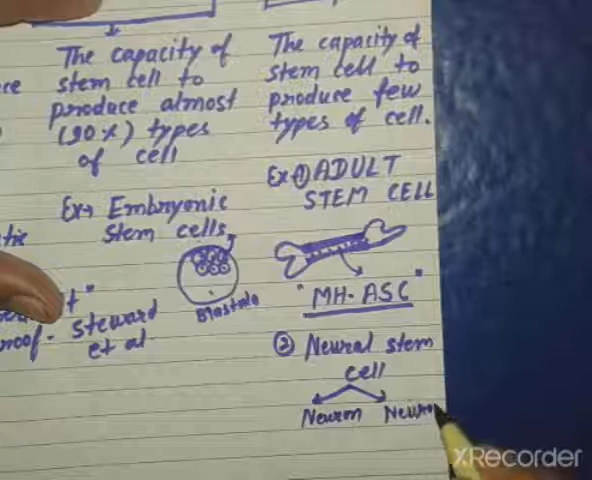 The capacity of
stem cell to
produce almost
(90%) types
of cell
Ex→ Embryonic
Stem cells
Blastula
The capacity of
stem cell to
produce few
types of cell.
Ex ① ADULT
STEM CELL
"MH-ASC"
② Neural stem
cell
Neuron
Steward
et al
XRecorder